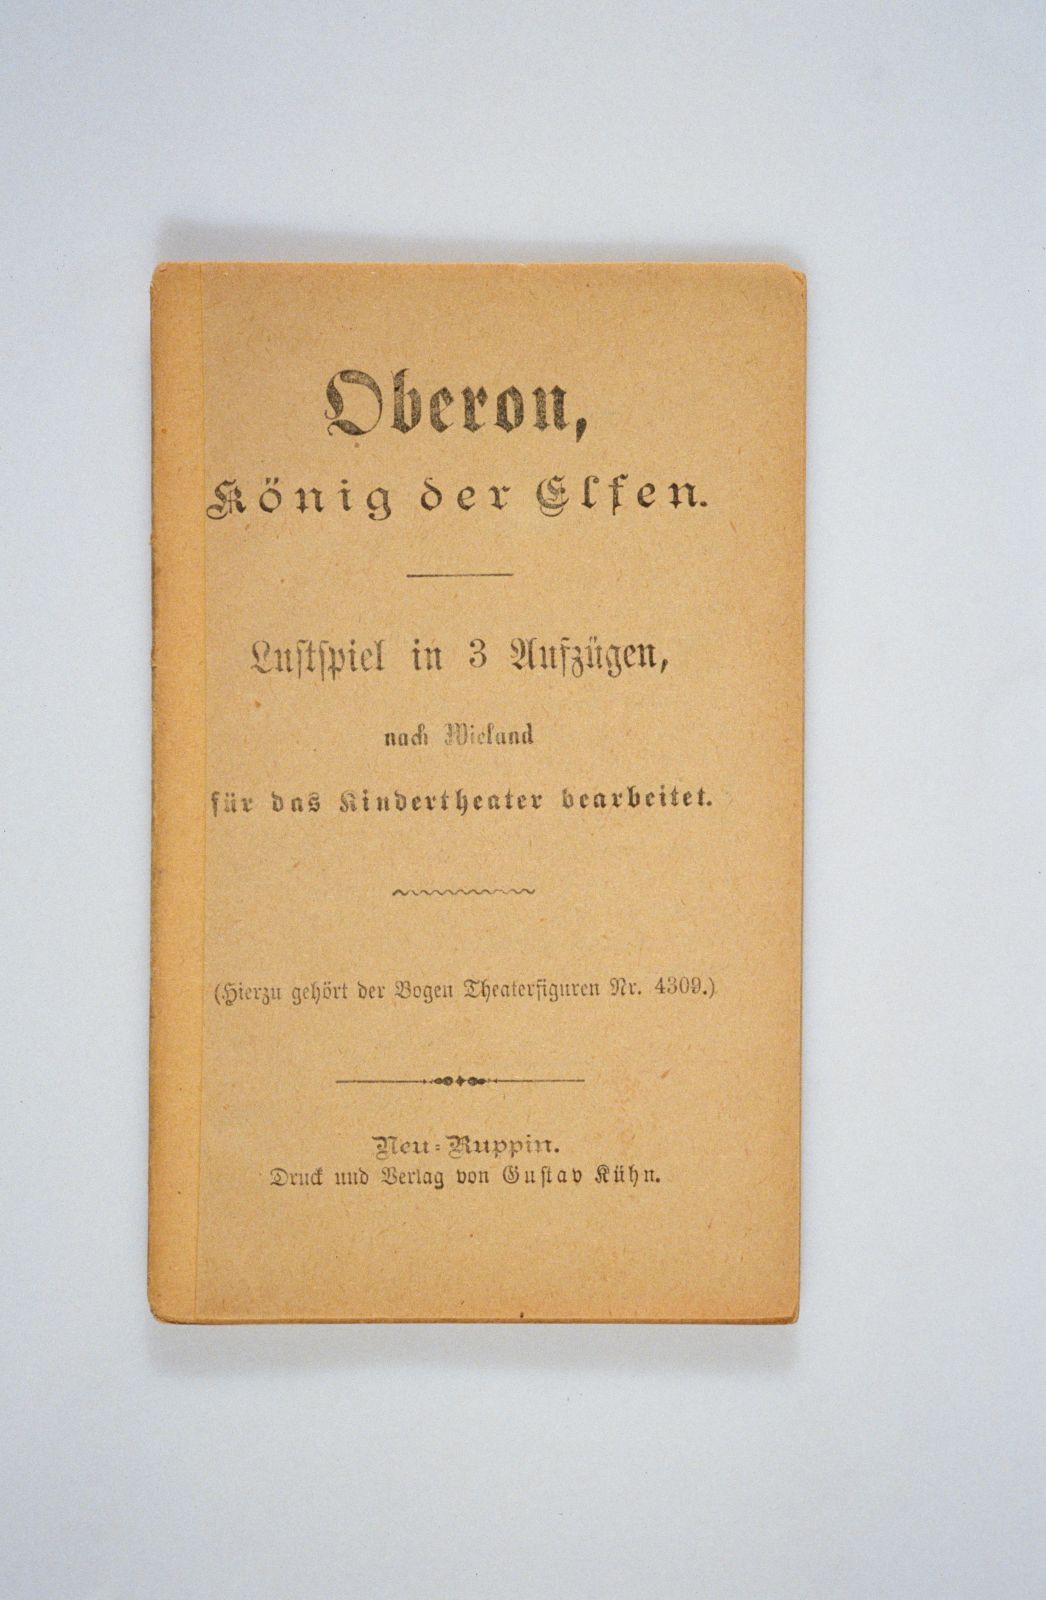 Oberon,
König der Elfen.
Lustspiel in 3 Aufzügen,
nach Wieland
für das Kindertheater bearbeitet.
(Hierzu gehört der Bogen Theaterfiguren Nr. 4309.)
Neu-Ruppin.
Druck und Verlag von Gustav Kühn.